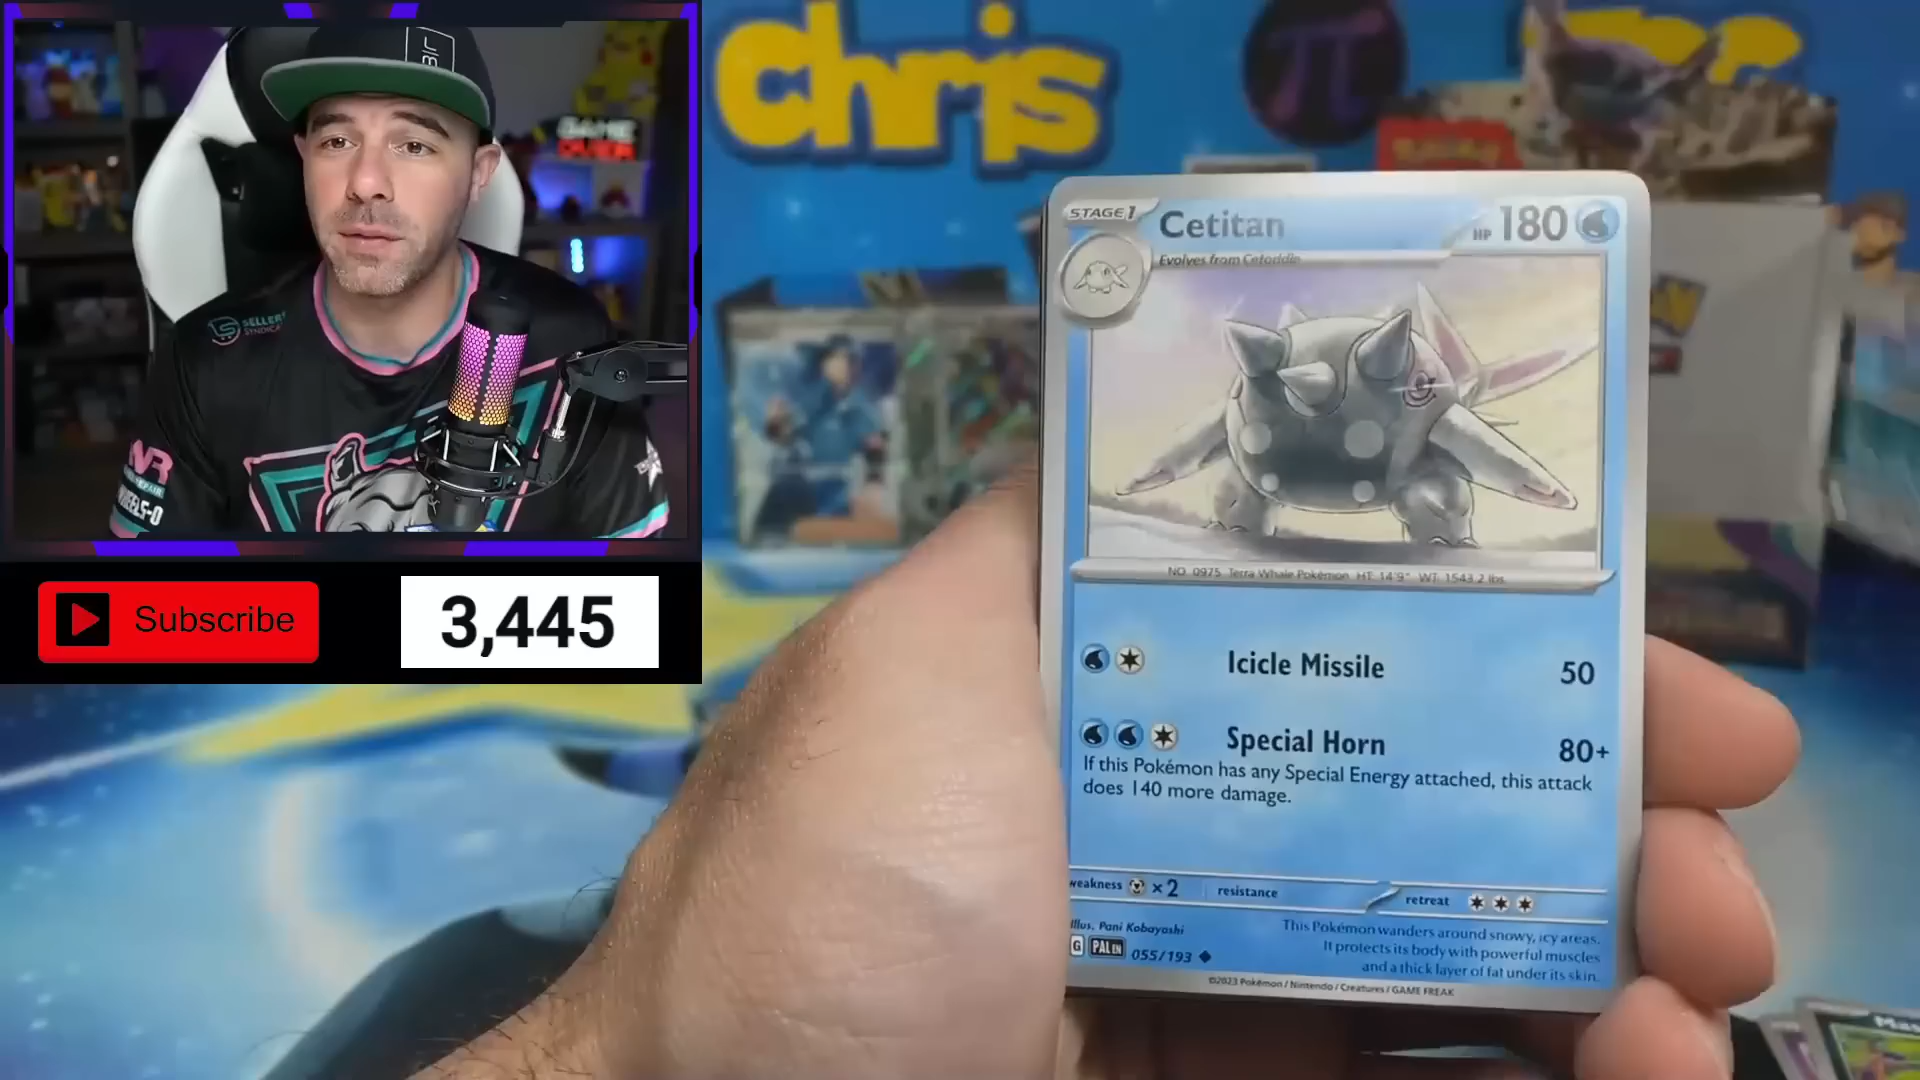 Chris
GAME
OVER
SELLER
SYNDICA
Subscribe
3,445
STAGE 1
Cetitan
HP 180
Evolves from Cetoddle
NO. 0975 Terra Whale Pokémon HT: 14'9" WT: 1543.2 lbs.
Icicle Missile 50
Special Horn 80+
If this Pokémon has any Special Energy attached, this attack
does 140 more damage.
weakness ×2 resistance retreat
Illus. Pani Kobayashi
G PAL EN 055/193
This Pokémon wanders around snowy, icy areas.
It protects its body with powerful muscles
and a thick layer of fat under its skin.
©2023 Pokémon / Nintendo / Creatures / GAME FREAK